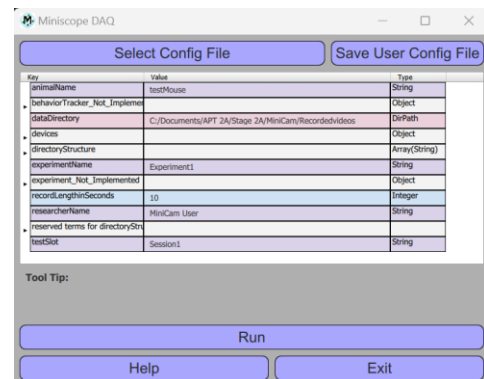 Miniscope DAQ
Select Config File Save User Config File
Key Value Type
animalName testMouse String
behaviorTracker_Not_Implemen Object
dataDirectory C:/Documents/APT 2A/Stage 2A/MiniCam/Recordedvideos DirPath
devices Object
directoryStructure Array(String)
experimentName Experiment1 String
experiment_Not_Implemented Object
recordLengthinSeconds 10 Integer
researcherName MiniCam User String
reserved terms for directoryStru
testSlot Session1 String
Tool Tip:
Run
Help Exit